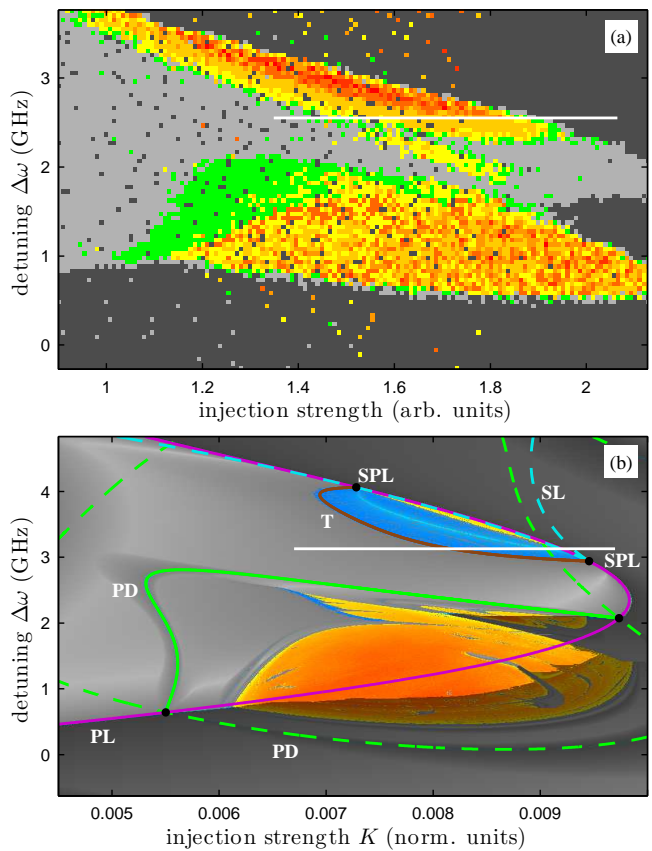 (a)
3
2
1
0
detuning Δω (GHz)
1
1.2
1.4
1.6
1.8
2
injection strength (arb. units)
(b)
SPL
SL
T
SPL
PD
PL
PD
4
3
2
1
0
detuning Δω (GHz)
0.005
0.006
0.007
0.008
0.009
injection strength K (norm. units)